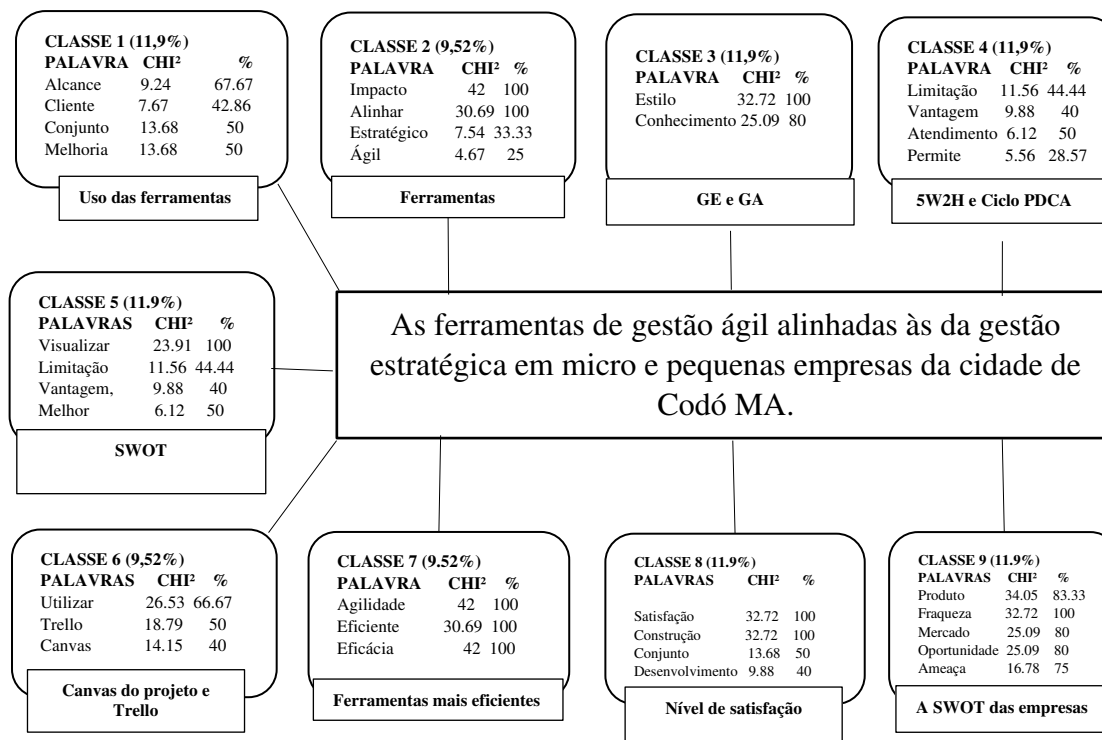 CLASSE 1 (11,9%)
PALAVRA CHI² %
Alcance 9.24 67.67
Cliente 7.67 42.86
Conjunto 13.68 50
Melhoria 13.68 50
Uso das ferramentas
CLASSE 2 (9,52%)
PALAVRA CHI² %
Impacto 42 100
Alinhar 30.69 100
Estratégico 7.54 33.33
Ágil 4.67 25
Ferramentas
CLASSE 3 (11,9%)
PALAVRA CHI² %
Estilo 32.72 100
Conhecimento 25.09 80
GE e GA
CLASSE 4 (11,9%)
PALAVRA CHI² %
Limitação 11.56 44.44
Vantagem 9.88 40
Atendimento 6.12 50
Permite 5.56 28.57
5W2H e Ciclo PDCA
CLASSE 5 (11.9%)
PALAVRAS CHI² %
Visualizar 23.91 100
Limitação 11.56 44.44
Vantagem, 9.88 40
Melhor 6.12 50
SWOT
As ferramentas de gestão ágil alinhadas às da gestão
estratégica em micro e pequenas empresas da cidade de
Codó MA.
CLASSE 6 (9,52%)
PALAVRAS CHI² %
Utilizar 26.53 66.67
Trello 18.79 50
Canvas 14.15 40
Canvas do projeto e
Trello
CLASSE 7 (9.52%)
PALAVRA CHI² %
Agilidade 42 100
Eficiente 30.69 100
Eficácia 42 100
Ferramentas mais eficientes
CLASSE 8 (11.9%)
PALAVRAS CHI² %
Satisfação 32.72 100
Construção 32.72 100
Conjunto 13.68 50
Desenvolvimento 9.88 40
Nível de satisfação
CLASSE 9 (11.9%)
PALAVRAS CHI² %
Produto 34.05 83.33
Fraqueza 32.72 100
Mercado 25.09 80
Oportunidade 25.09 80
Ameaça 16.78 75
A SWOT das empresas